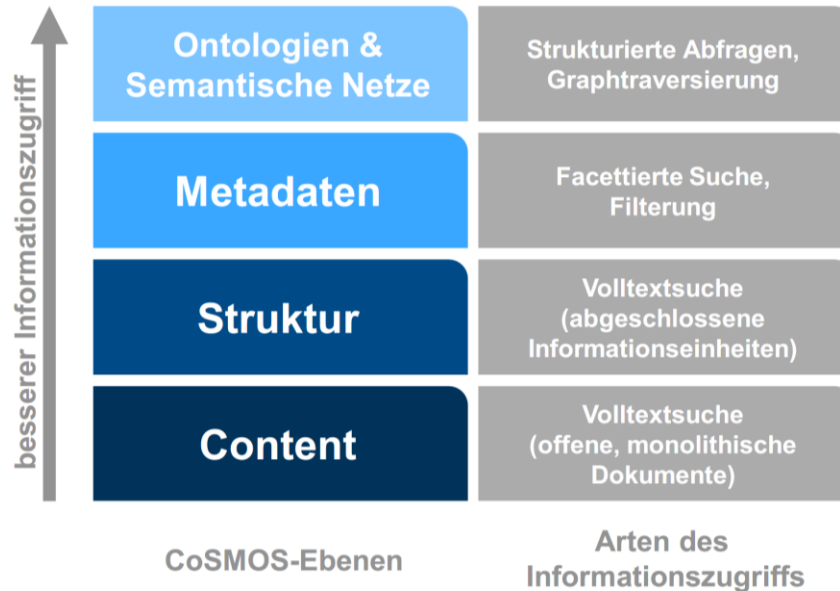 besserer Informationszugriff
Ontologien &
Semantische Netze
Strukturierte Abfragen,
Graphtraversierung
Metadaten
Facettierte Suche,
Filterung
Struktur
Volltextsuche
(abgeschlossene
Informationseinheiten)
Content
Volltextsuche
(offene, monolithische
Dokumente)
CoSMOS-Ebenen
Arten des
Informationszugriffs